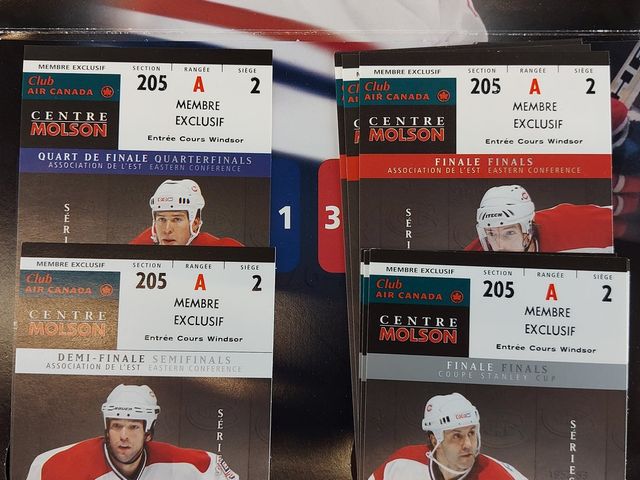 MEMBRE EXCLUSIF SECTION RANGÉE SIÈGE
205 A 2
Club
AIR CANADA
MEMBRE
EXCLUSIF
CENTRE
MOLSON
Entrée Cours Windsor
QUART DE FINALE QUARTERFINALS
ASSOCIATION DE L'EST EASTERN CONFERENCE
SÉRI
MEMBRE EXCLUSIF SECTION RANGÉE SIÈGE
205 A 2
Club
AIR CANADA
MEMBRE
EXCLUSIF
CENTRE
MOLSON
Entrée Cours Windsor
FINALE FINALS
ASSOCIATION DE L'EST EASTERN CONFERENCE
SÉRI
ITECH
1 3
MEMBRE EXCLUSIF SECTION RANGÉE SIÈGE
205 A 2
Club
AIR CANADA
MEMBRE
EXCLUSIF
CENTRE
MOLSON
Entrée Cours Windsor
DEMI-FINALE SEMIFINALS
ASSOCIATION DE L'EST EASTERN CONFERENCE
SÉRIES
MEMBRE EXCLUSIF SECTION RANGÉE SIÈGE
205 A 2
Club
AIR CANADA
MEMBRE
EXCLUSIF
CENTRE
MOLSON
Entrée Cours Windsor
FINALE FINALS
COUPE STANLEY CUP
SÉRIES